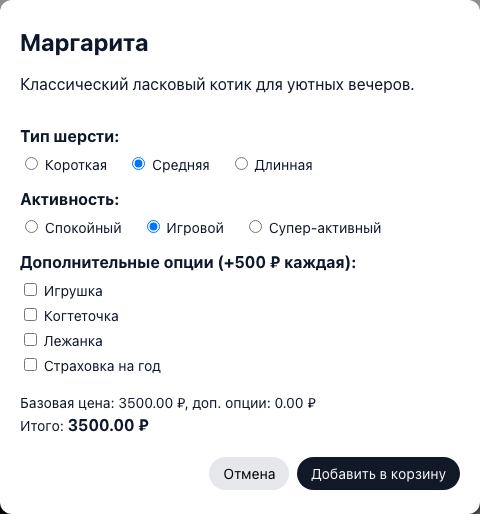 Маргарита
Классический ласковый котик для уютных вечеров.
Тип шерсти:
Короткая Средняя Длинная
Активность:
Спокойный Игровой Супер-активный
Дополнительные опции (+500 ₽ каждая):
Игрушка
Когтеточка
Лежанка
Страховка на год
Базовая цена: 3500.00 ₽, доп. опции: 0.00 ₽
Итого: 3500.00 ₽
Отмена Добавить в корзину